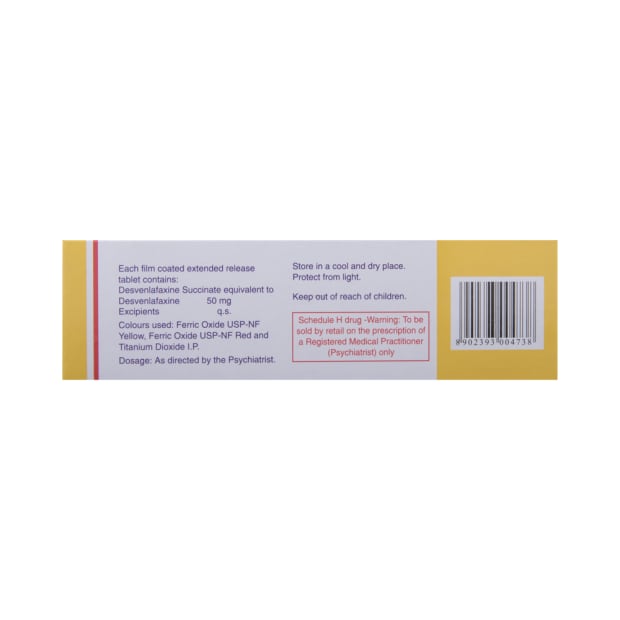 Each film coated extended release
tablet contains:
Desvenlafaxine Succinate equivalent to
Desvenlafaxine 50 mg
Excipients q.s.
Colours used: Ferric Oxide USP-NF
Yellow, Ferric Oxide USP-NF Red and
Titanium Dioxide I.P.
Dosage: As directed by the Psychiatrist.
Store in a cool and dry place.
Protect from light.
Keep out of reach of children.
Schedule H drug -Warning: To be
sold by retail on the prescription of
a Registered Medical Practitioner
(Psychiatrist) only
8 902393 004738